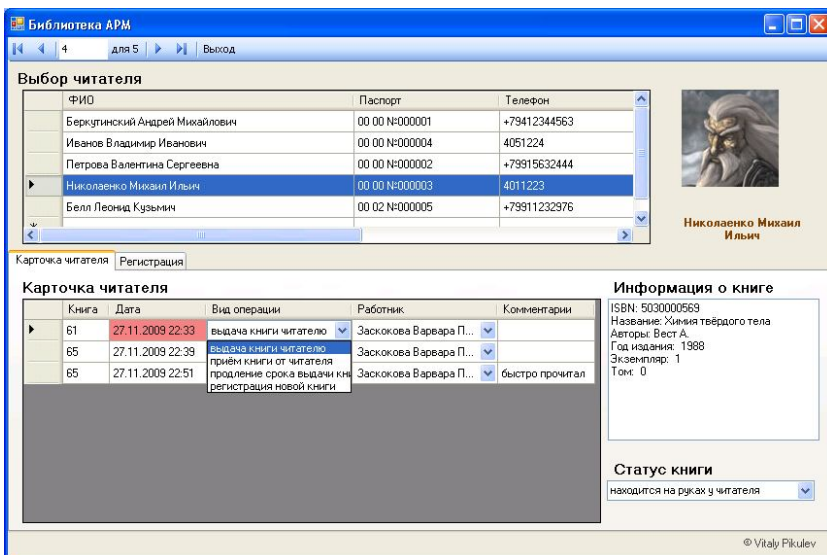 Библиотека АРМ
4 для 5 Выход
Выбор читателя
ФИО Паспорт Телефон
Беркутинский Андрей Михайлович 00 00 №000001 +79412344563
Иванов Владимир Иванович 00 00 №000004 4051224
Петрова Валентина Сергеевна 00 00 №000002 +79915632444
Николаенко Михаил Ильич 00 00 №000003 4011223
Белл Леонид Кузьмич 00 02 №000005 +79911232976
Николаенко Михаил
Ильич
Карточка читателя Регистрация
Карточка читателя
Книга Дата Вид операции Работник Комментарии
61 27.11.2009 22:33 выдача книги читателю Заскокова Варвара П...
65 27.11.2009 22:39 Заскокова Варвара П...
65 27.11.2009 22:51 Заскокова Варвара П... быстро прочитал
выдача книги читателю
приём книги от читателя
продление срока выдачи кни
регистрация новой книги
Информация о книге
ISBN: 5030000569
Название: Химия твёрдого тела
Авторы: Вест А.
Год издания: 1988
Экземпляр: 1
Том: 0
Статус книги
находится на руках у читателя
© Vitaly Pikulev